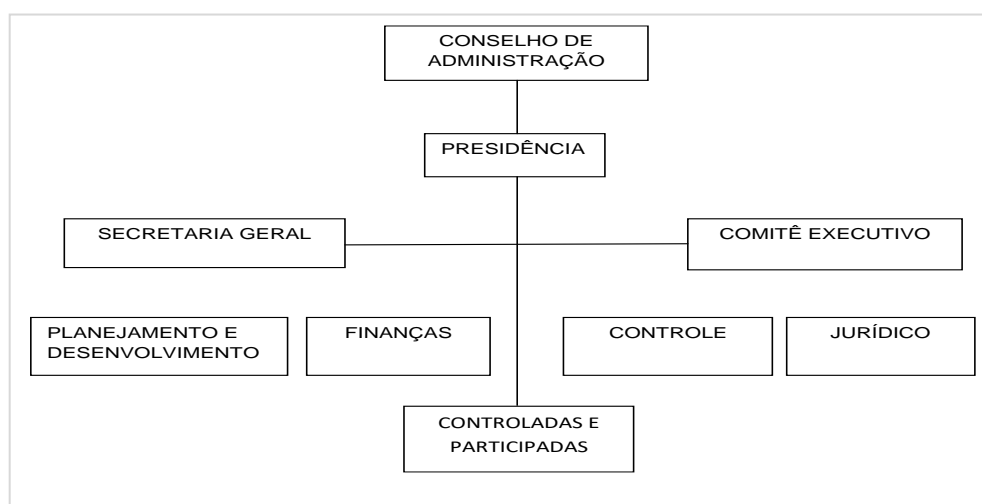 CONSELHO DE
ADMINISTRAÇÃO
PRESIDÊNCIA
SECRETARIA GERAL
COMITÊ EXECUTIVO
PLANEJAMENTO E
DESENVOLVIMENTO
FINANÇAS
CONTROLE
JURÍDICO
CONTROLADAS E
PARTICIPADAS